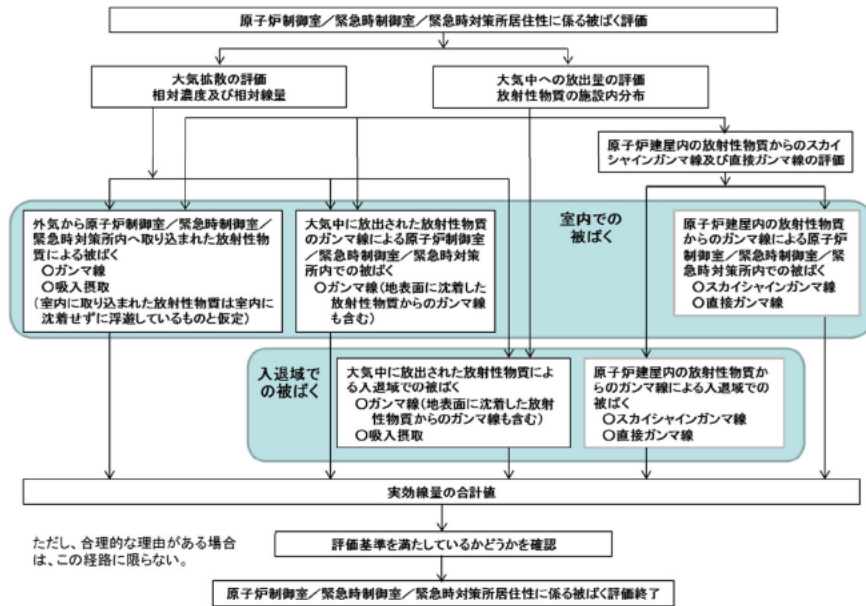 原子炉制御室／緊急時制御室／緊急時対策所居住性に係る被ばく評価
大気拡散の評価
相対濃度及び相対線量
大気中への放出量の評価
放射性物質の施設内分布
原子炉建屋内の放射性物質からのスカイ
シャインガンマ線及び直接ガンマ線の評価
室内での
被ばく
外気から原子炉制御室／緊急時制御室／
緊急時対策所内へ取り込まれた放射性物
質による被ばく
○ガンマ線
○吸入摂取
(室内に取り込まれた放射性物質は室内に
沈着せずに浮遊しているものと仮定)
大気中に放出された放射性物質
のガンマ線による原子炉制御室
／緊急時制御室／緊急時対策
所内での被ばく
○ガンマ線(地表面に沈着した
放射性物質からのガンマ線
も含む)
原子炉建屋内の放射性物質
からのガンマ線による原子炉
制御室／緊急時制御室／緊
急時対策所内での被ばく
○スカイシャインガンマ線
○直接ガンマ線
入退域で
の被ばく
大気中に放出された放射性物質によ
る入退域での被ばく
○ガンマ線(地表面に沈着した放射
性物質からのガンマ線も含む)
○吸入摂取
原子炉建屋内の放射性物質か
らのガンマ線による入退域での
被ばく
○スカイシャインガンマ線
○直接ガンマ線
実効線量の合計値
ただし、合理的な理由がある場合
は、この経路に限らない。
評価基準を満たしているかどうかを確認
原子炉制御室／緊急時制御室／緊急時対策所居住性に係る被ばく評価終了